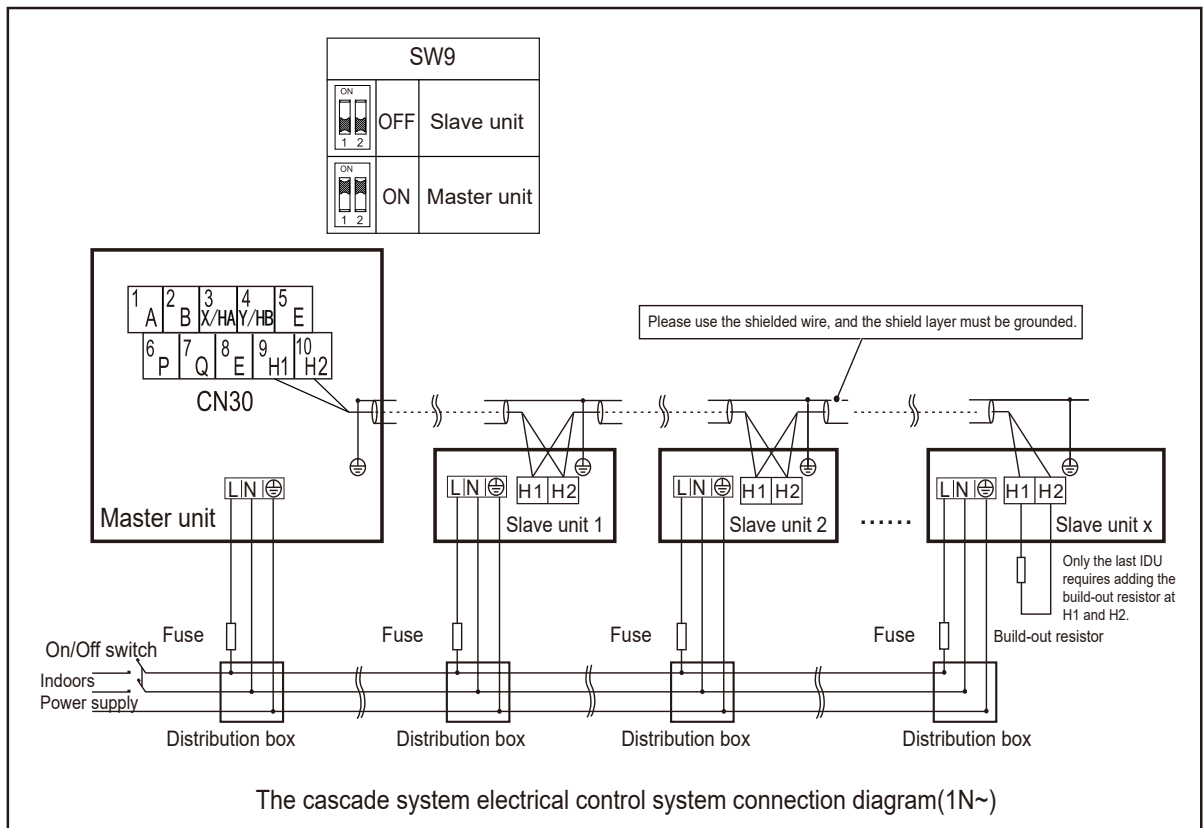 SW9
ON
1 2
OFF
Slave unit
ON
1 2
ON
Master unit
1 A 2 B 3 X/HA 4 Y/HB 5 E
6 P 7 Q 8 E 9 H1 10 H2
CN30
Please use the shielded wire, and the shield layer must be grounded.
L N
Master unit
L N
H1 H2
Slave unit 1
L N
H1 H2
Slave unit 2
......
L N
H1 H2
Slave unit x
Only the last IDU
requires adding the
build-out resistor at
H1 and H2.
Build-out resistor
Fuse
Fuse
Fuse
Fuse
On/Off switch
Indoors
Power supply
Distribution box
Distribution box
Distribution box
Distribution box
The cascade system electrical control system connection diagram(1N~)